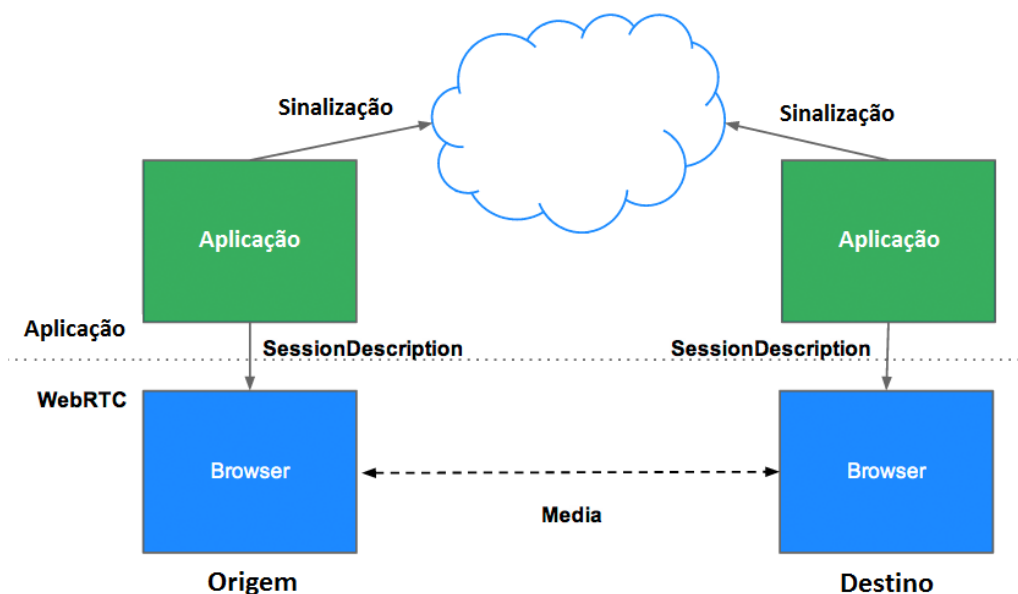 Sinalização
Sinalização
Aplicação
Aplicação
Aplicação
SessionDescription
SessionDescription
WebRTC
Browser
Browser
Media
Origem
Destino